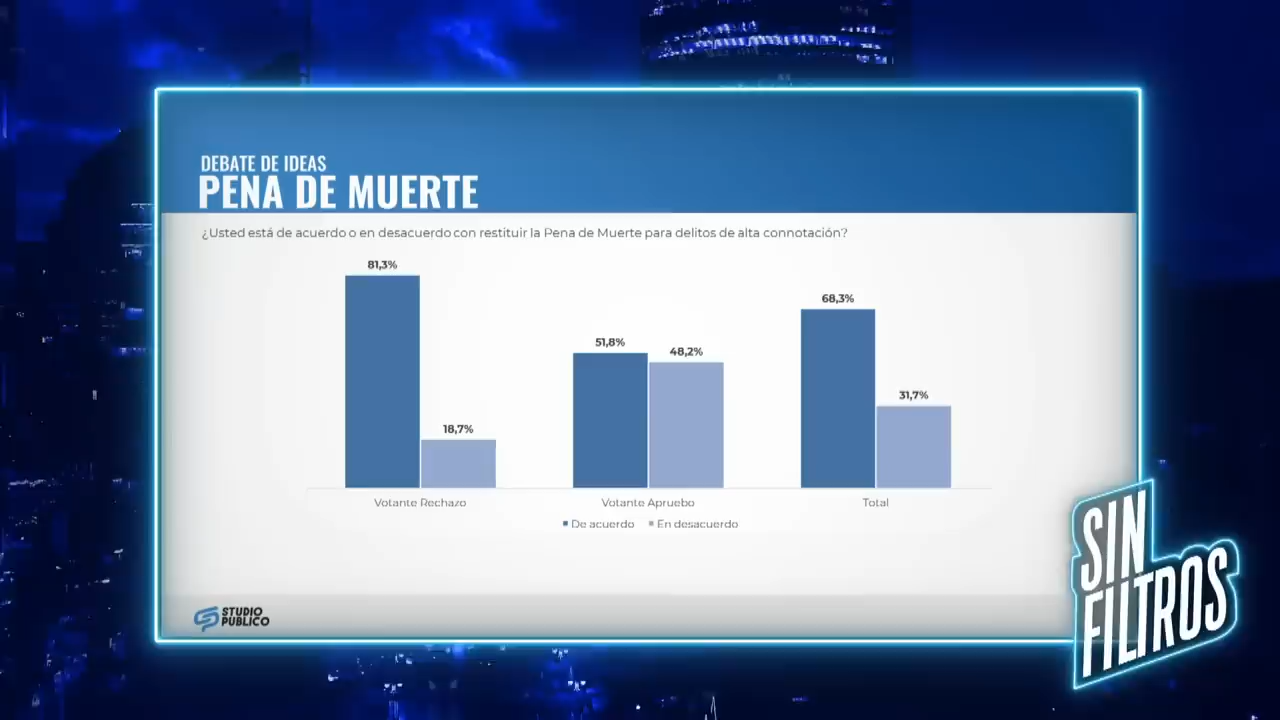 DEBATE DE IDEAS
PENA DE MUERTE
¿Usted está de acuerdo o en desacuerdo con restituir la Pena de Muerte para delitos de alta connotación?
81,3%
18,7%
51,8%
48,2%
68,3%
31,7%
Votante Rechazo
Votante Apruebo
Total
De acuerdo
En desacuerdo
STUDIO
PUBLICO
SIN
FILTROS